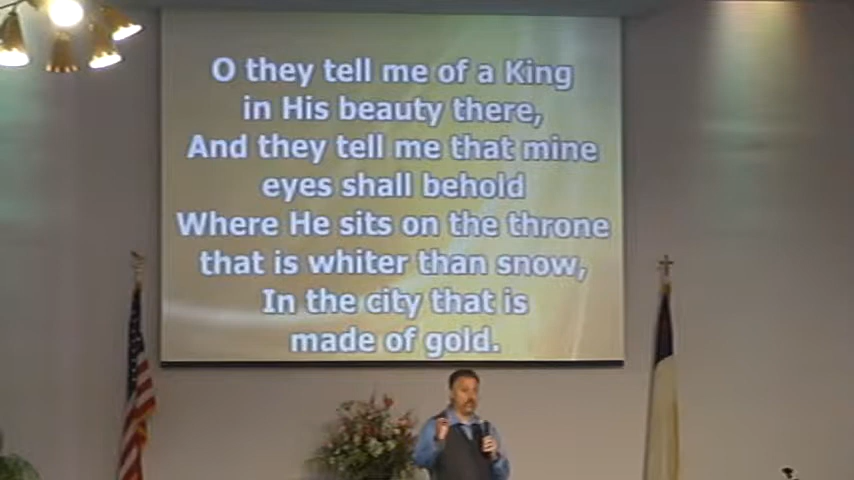 O they tell me of a King
in His beauty there,
And they tell me that mine
eyes shall behold
Where He sits on the throne
that is whiter than snow,
In the city that is
made of gold.